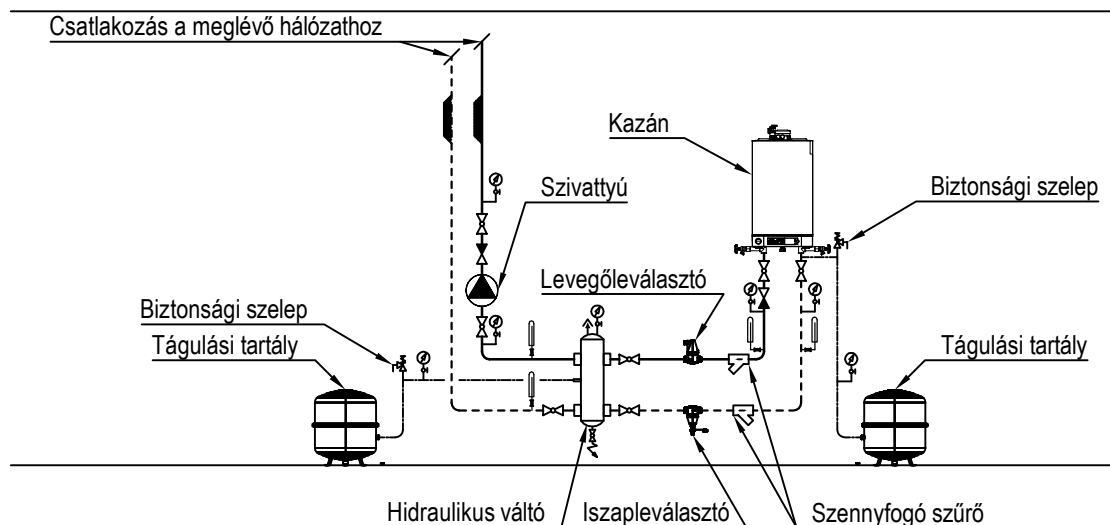 Csatlakozás a meglévő hálózathoz
Kazán
Szivattyú
Biztonsági szelep
Levegőleválasztó
Biztonsági szelep
Tágulási tartály
Tágulási tartály
Hidraulikus váltó
Iszapleválasztó
Szennyfogó szűrő